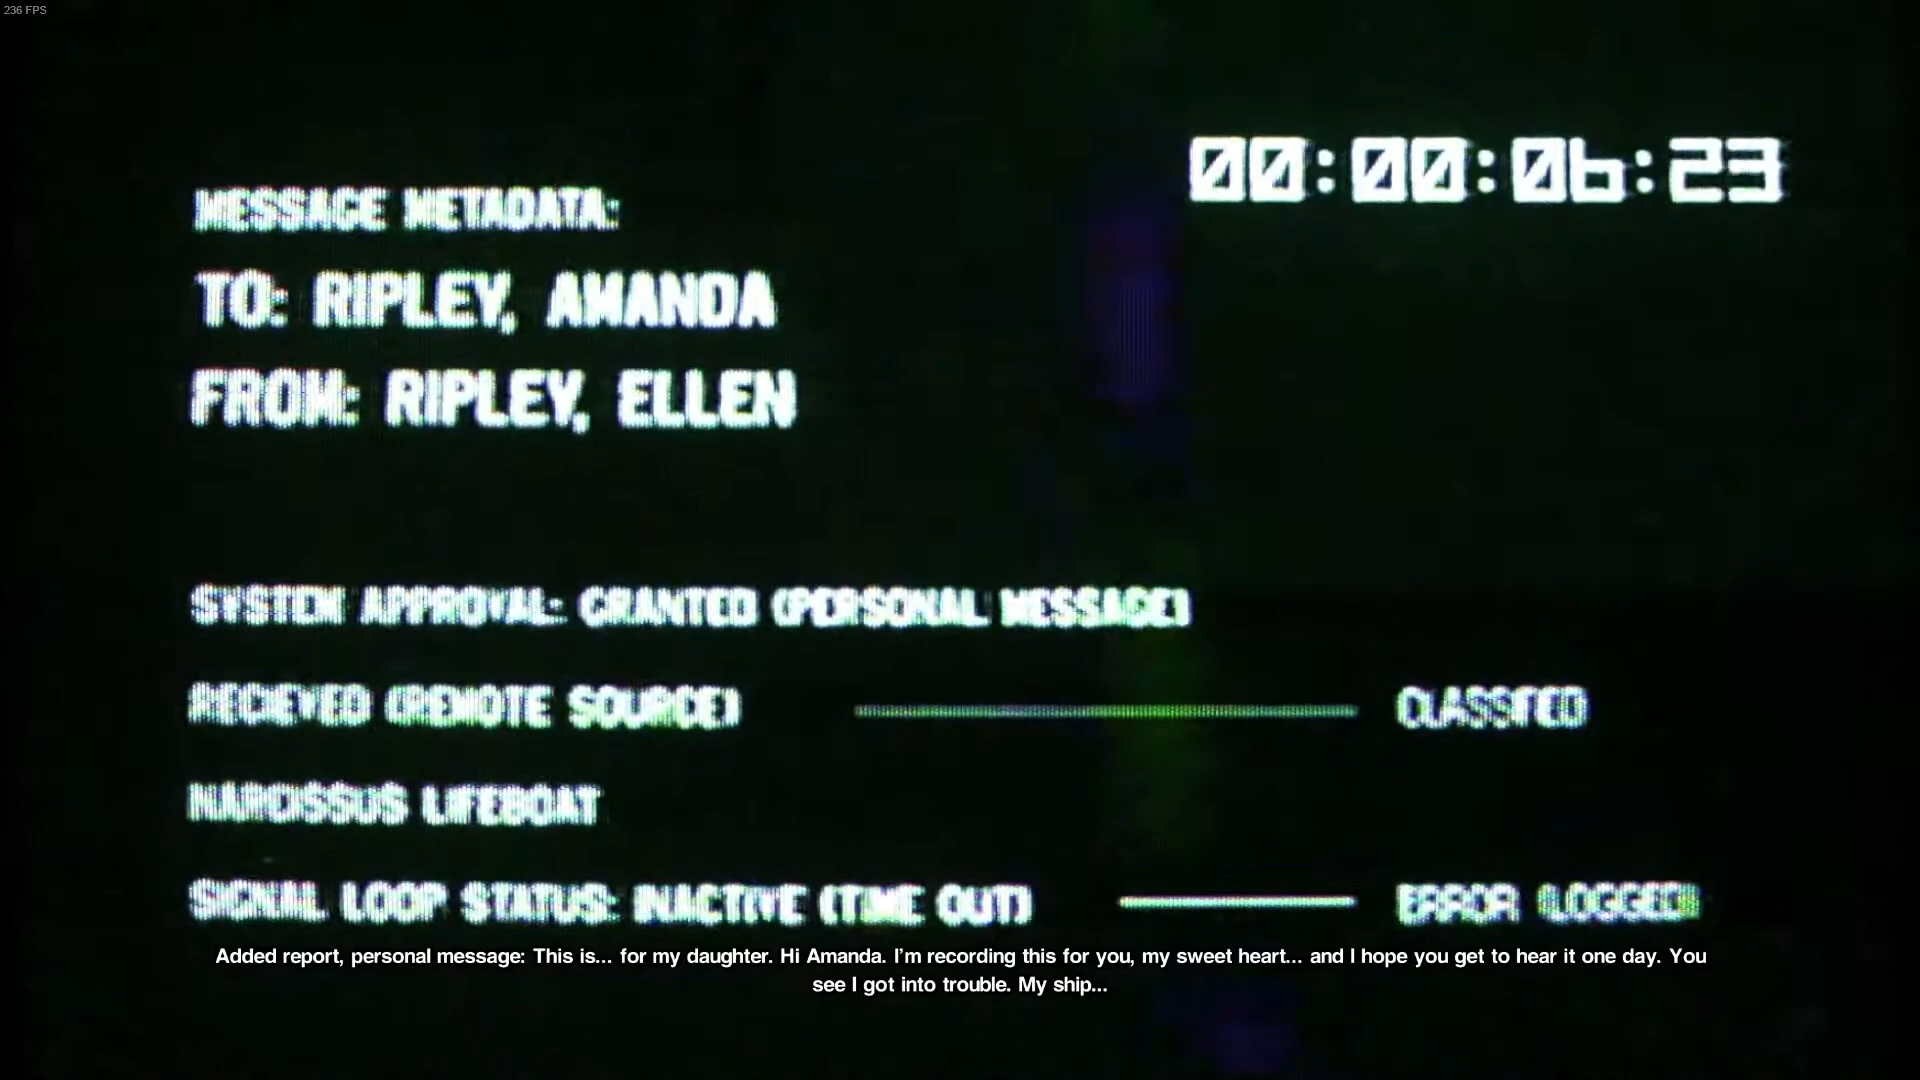 236 FPS
00:00:06:23
MESSAGE METADATA:
TO: RIPLEY, AMANDA
FROM: RIPLEY, ELLEN
SYSTEM APPROVAL: GRANTED (PERSONAL MESSAGE)
RECIEVED (REMOTE SOURCE) CLASSIFIED
NARCISSUS LIFEBOAT
SIGNAL LOOP STATUS: INACTIVE (TIME OUT) ERROR (LOGGED)
Added report, personal message: This is... for my daughter. Hi Amanda. I'm recording this for you, my sweet heart... and I hope you get to hear it one day. You
see I got into trouble. My ship...